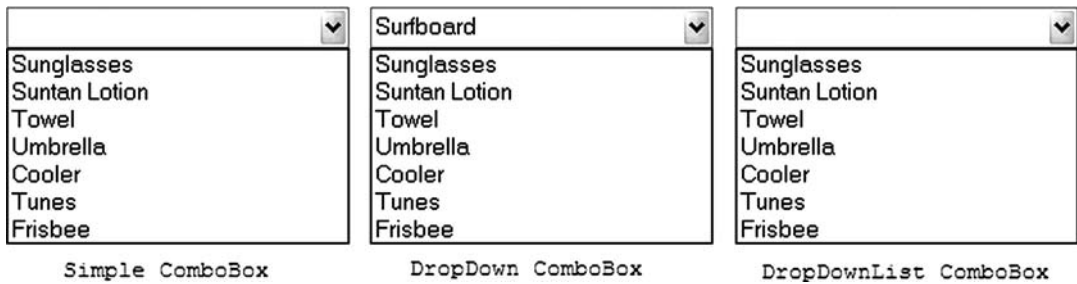 Sunglasses
Suntan Lotion
Towel
Umbrella
Cooler
Tunes
Frisbee
Simple ComboBox
Surfboard
Sunglasses
Suntan Lotion
Towel
Umbrella
Cooler
Tunes
Frisbee
DropDown ComboBox
Sunglasses
Suntan Lotion
Towel
Umbrella
Cooler
Tunes
Frisbee
DropDownList ComboBox